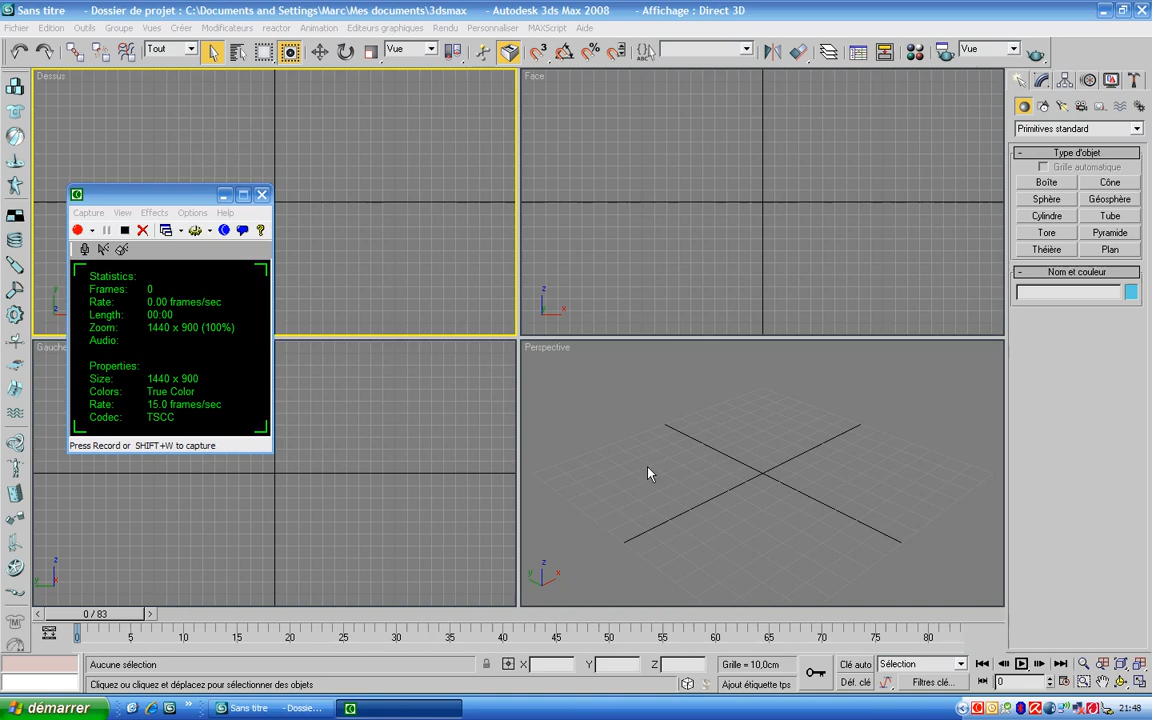 Sans titre - Dossier de projet : C:\Documents and Settings\Marc\Mes documents\3dsmax - Autodesk 3ds Max 2008 - Affichage : Direct 3D
Fichier Edition Outils Groupe Vues Créer Modificateurs reactor Animation Editeurs graphiques Rendu Personnaliser MAXScript Aide
Tout Vue Vue
Dessus
Face
Primitives standard
Type d'objet
Grille automatique
Boîte Cône
Sphère Géosphère
Cylindre Tube
Tore Pyramide
Théière Plan
Nom et couleur
Capture View Effects Options Help
Statistics:
Frames: 0
Rate: 0.00 frames/sec
Length: 00:00
Zoom: 1440 x 900 (100%)
Audio:
Properties:
Size: 1440 x 900
Colors: True Color
Rate: 15.0 frames/sec
Codec: TSCC
Press Record or SHIFT+W to capture
Gauche
Perspective
y
z
z x
z
y x
z
y x
0 / 83
0 5 10 15 20 25 30 35 40 45 50 55 60 65 70 75 80
Aucune sélection X Y Z Grille = 10,0cm Clé auto Sélection
Cliquez ou cliquez et déplacez pour sélectionner des objets Ajout étiquette tps Déf. clé Filtres clé... 0
démarrer Sans titre - Dossie... 21:48